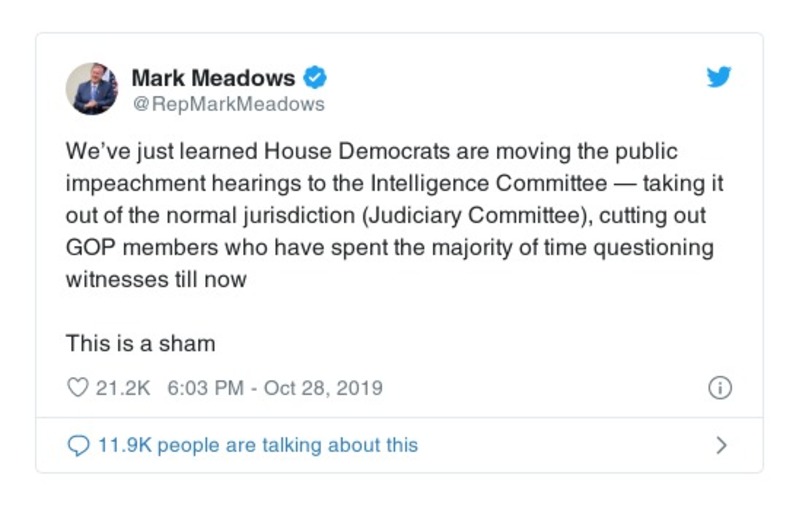 Mark Meadows
@RepMarkMeadows
We’ve just learned House Democrats are moving the public
impeachment hearings to the Intelligence Committee — taking it
out of the normal jurisdiction (Judiciary Committee), cutting out
GOP members who have spent the majority of time questioning
witnesses till now
This is a sham
21.2K 6:03 PM - Oct 28, 2019
11.9K people are talking about this